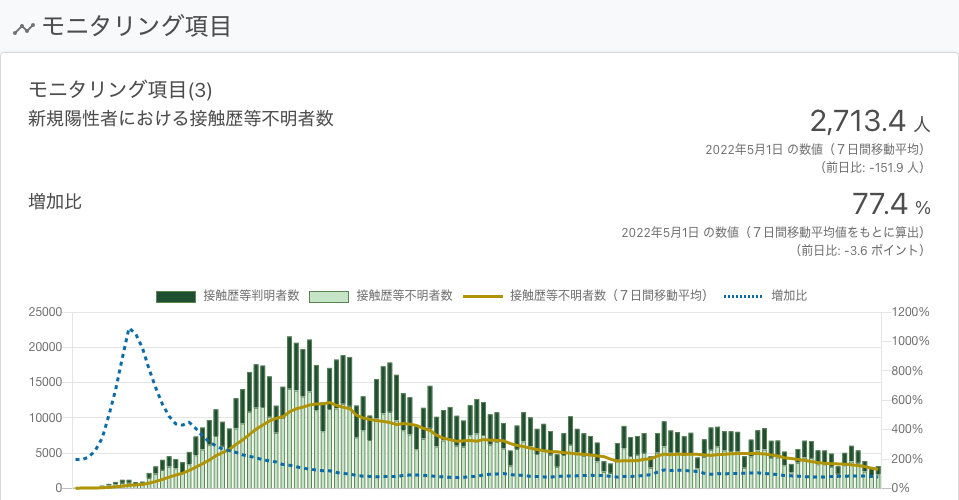 モニタリング項目
モニタリング項目(3)
新規陽性者における接触歴等不明者数
2,713.4 人
2022年5月1日 の数値（７日間移動平均）
（前日比: -151.9 人）
増加比
77.4 %
2022年5月1日 の数値（７日間移動平均値をもとに算出）
（前日比: -3.6 ポイント）
接触歴等判明者数 接触歴等不明者数 接触歴等不明者数（７日間移動平均） 増加比
25000 1200%
20000 1000%
15000 800%
10000 600%
5000 400%
0 200%
0%